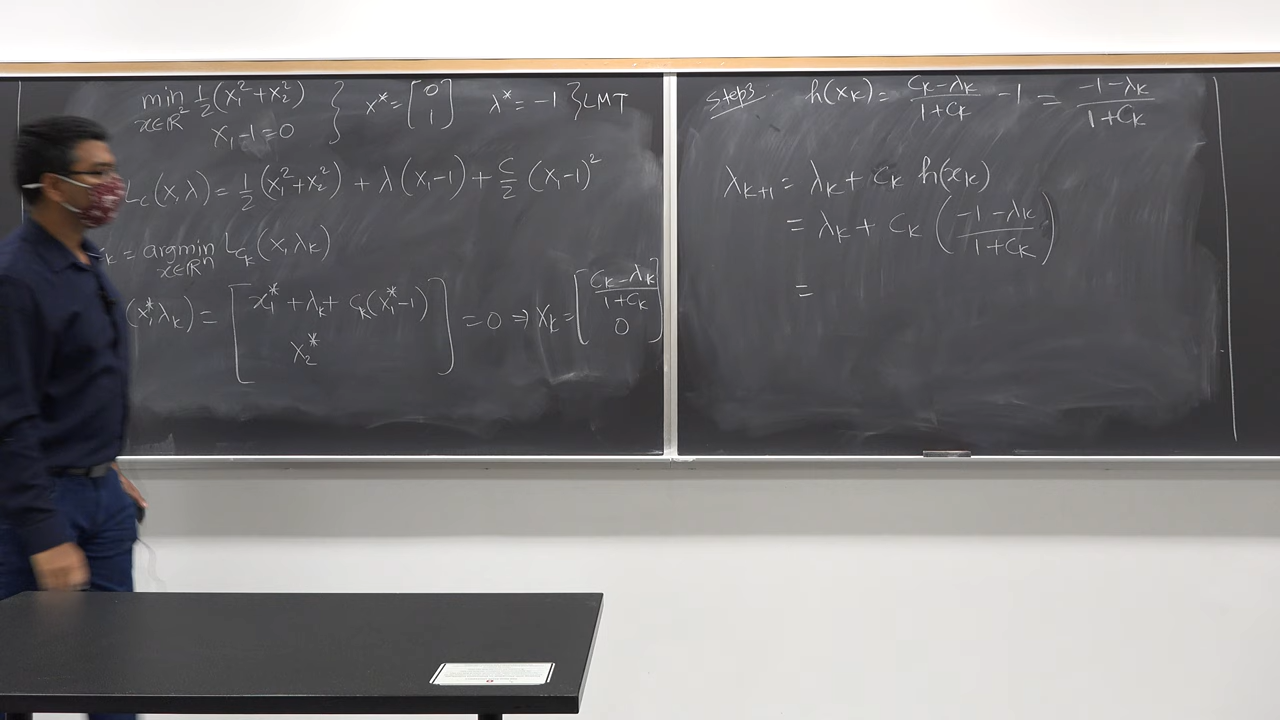 min 1/2(x₁²+x₂²) } x* = [0 1] λ* = -1 } LMT
x∈ℝ²
x₁-1=0
L_c(x,λ) = 1/2(x₁²+x₂²) + λ(x₁-1) + c/2 (x₁-1)²
k = argmin L_{c_k}(x,λ_k)
x∈ℝⁿ
(x*,λ_k) = [x₁* + λ_k + c_k(x₁*-1) x₂*] = 0 ⇒ x_k = [(c_k-λ_k)/(1+c_k) 0]
Step3: h(x_k) = (c_k-λ_k)/(1+c_k) - 1 = (-1-λ_k)/(1+c_k)
λ_{k+1} = λ_k + c_k h(x_k)
= λ_k + c_k ((-1-λ_k)/(1+c_k))
=